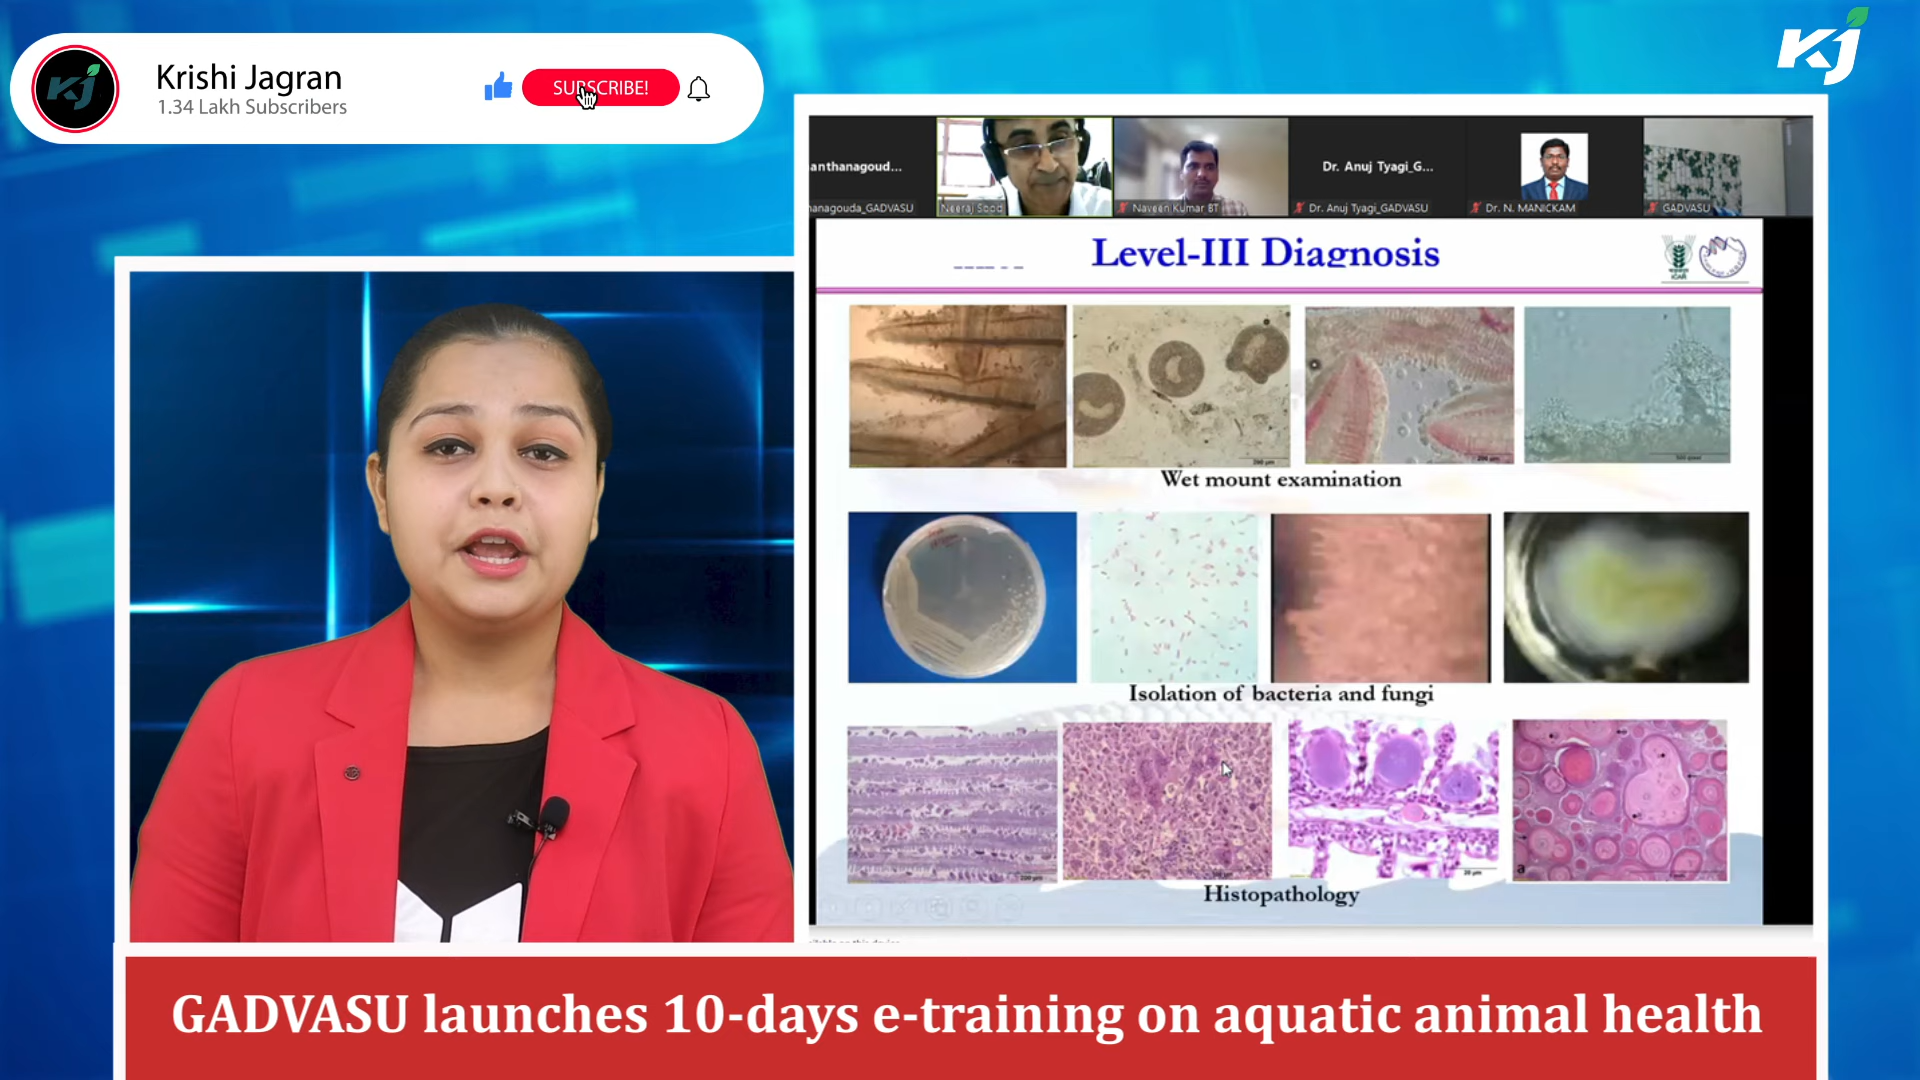 KJ
Krishi Jagran
1.34 Lakh Subscribers
SUBSCRIBE!
KJ
anthanagoud...
Dr. Anuj Tyagi_G...
anagouda_GADVASU
Neeraj Sood
Naveen Kumar BT
Dr. Anuj Tyagi_GADVASU
Dr. N. MANICKAM
GADVASU
Level-III Diagnosis
ICAR
Wet mount examination
Isolation of bacteria and fungi
Histopathology
a
GADVASU launches 10-days e-training on aquatic animal health